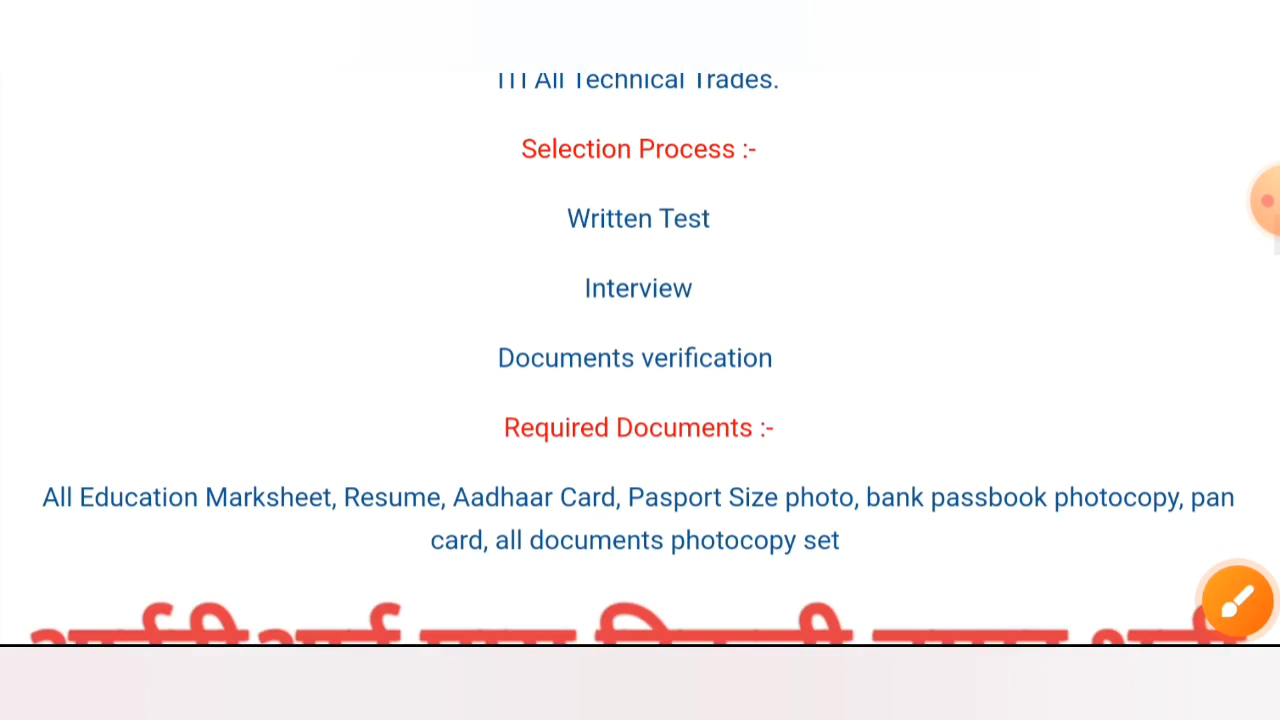 ITI All Technical Trades.
Selection Process :-
Written Test
Interview
Documents verification
Required Documents :-
All Education Marksheet, Resume, Aadhaar Card, Pasport Size photo, bank passbook photocopy, pan
card, all documents photocopy set